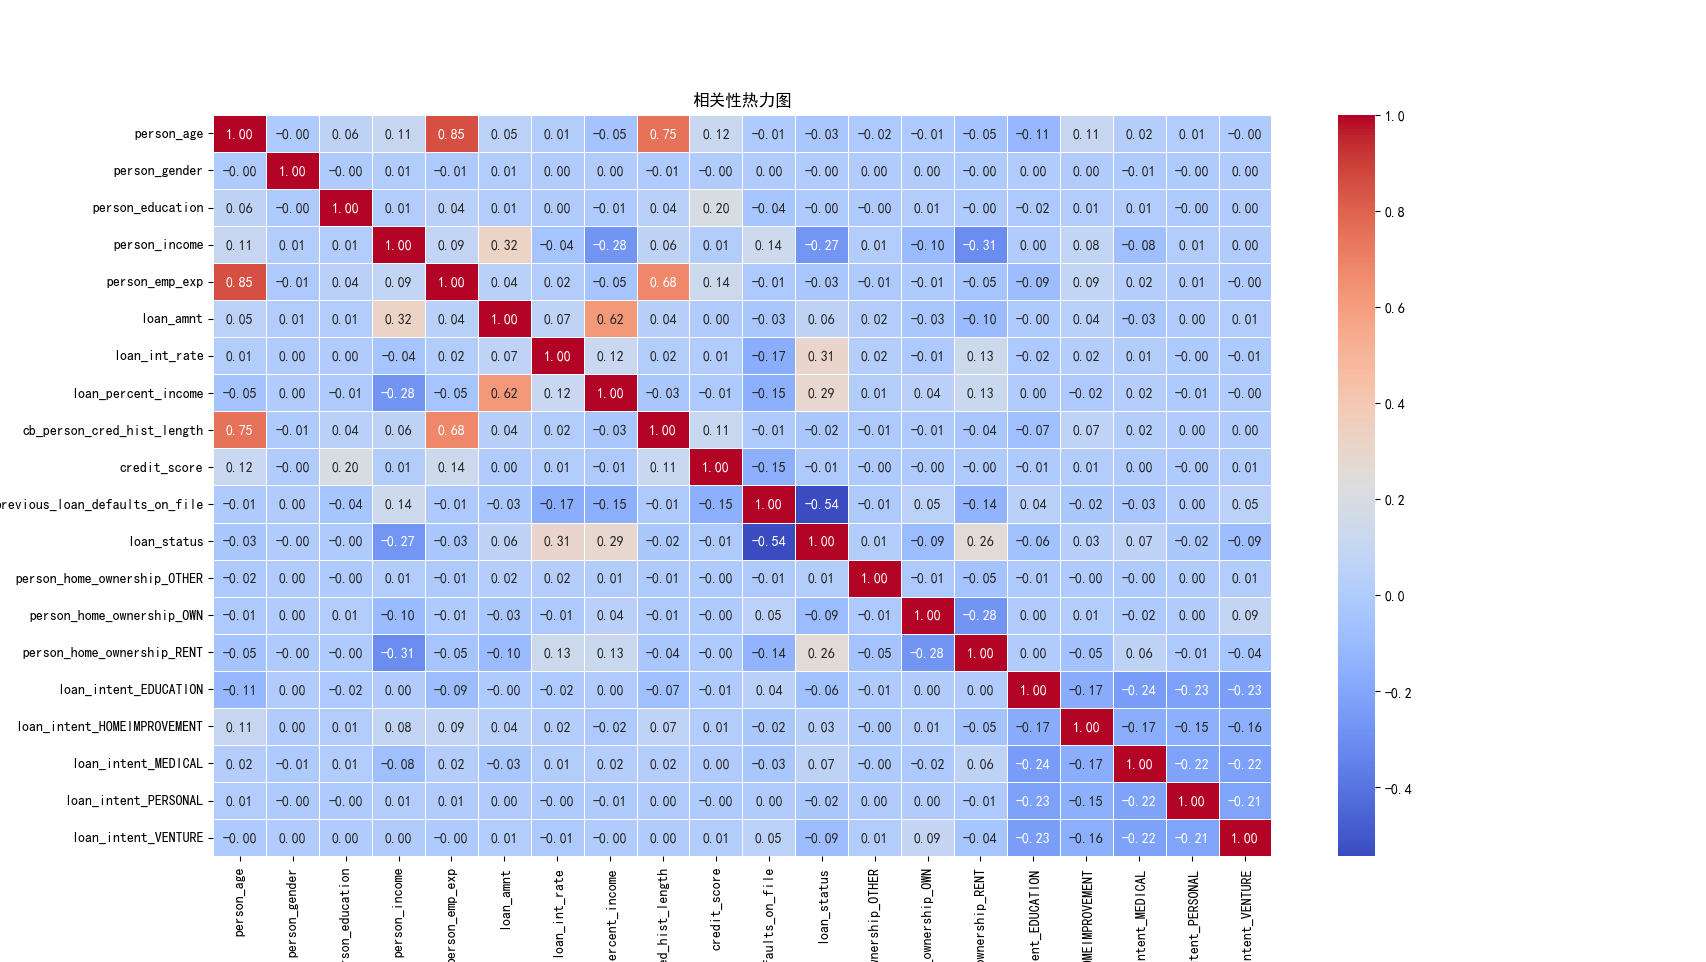 相关性热力图
person_age 1.00 -0.00 0.06 0.11 0.85 0.05 0.01 -0.05 0.75 0.12 -0.01 -0.03 -0.02 -0.01 -0.05 -0.11 0.11 0.02 0.01 -0.00
person_gender -0.00 1.00 -0.00 0.01 -0.01 0.01 0.00 0.00 -0.01 -0.00 0.00 -0.00 0.00 0.00 -0.00 0.00 0.00 -0.01 -0.00 0.00
person_education 0.06 -0.00 1.00 0.01 0.04 0.01 0.00 -0.01 0.04 0.20 -0.04 -0.00 -0.00 0.01 -0.00 -0.02 0.01 0.01 -0.00 0.00
person_income 0.11 0.01 0.01 1.00 0.09 0.32 -0.04 -0.28 0.06 0.01 0.14 -0.27 0.01 -0.10 -0.31 0.00 0.08 -0.08 0.01 0.00
person_emp_exp 0.85 -0.01 0.04 0.09 1.00 0.04 0.02 -0.05 0.68 0.14 -0.01 -0.03 -0.01 -0.01 -0.05 -0.09 0.09 0.02 0.01 -0.00
loan_amnt 0.05 0.01 0.01 0.32 0.04 1.00 0.07 0.62 0.04 0.00 -0.03 0.06 0.02 -0.03 -0.10 -0.00 0.04 -0.03 0.00 0.01
loan_int_rate 0.01 0.00 0.00 -0.04 0.02 0.07 1.00 0.12 0.02 0.01 -0.17 0.31 0.02 -0.01 0.13 -0.02 0.02 0.01 -0.00 -0.01
loan_percent_income -0.05 0.00 -0.01 -0.28 -0.05 0.62 0.12 1.00 -0.03 -0.01 -0.15 0.29 0.01 0.04 0.13 0.00 -0.02 0.02 -0.01 -0.00
cb_person_cred_hist_length 0.75 -0.01 0.04 0.06 0.68 0.04 0.02 -0.03 1.00 0.11 -0.01 -0.02 -0.01 -0.01 -0.04 -0.07 0.07 0.02 0.00 0.00
credit_score 0.12 -0.00 0.20 0.01 0.14 0.00 0.01 -0.01 0.11 1.00 -0.15 -0.01 -0.00 -0.00 -0.00 -0.01 0.01 0.00 -0.00 0.01
revious_loan_defaults_on_file -0.01 0.00 -0.04 0.14 -0.01 -0.03 -0.17 -0.15 -0.01 -0.15 1.00 -0.54 -0.01 0.05 -0.14 0.04 -0.02 -0.03 0.00 0.05
loan_status -0.03 -0.00 -0.00 -0.27 -0.03 0.06 0.31 0.29 -0.02 -0.01 -0.54 1.00 0.01 -0.09 0.26 -0.06 0.03 0.07 -0.02 -0.09
person_home_ownership_OTHER -0.02 0.00 -0.00 0.01 -0.01 0.02 0.02 0.01 -0.01 -0.00 -0.01 0.01 1.00 -0.01 -0.05 -0.01 -0.00 -0.00 0.00 0.01
person_home_ownership_OWN -0.01 0.00 0.01 -0.10 -0.01 -0.03 -0.01 0.04 -0.01 -0.00 0.05 -0.09 -0.01 1.00 -0.28 0.00 0.01 -0.02 0.00 0.09
person_home_ownership_RENT -0.05 -0.00 -0.00 -0.31 -0.05 -0.10 0.13 0.13 -0.04 -0.00 -0.14 0.26 -0.05 -0.28 1.00 0.00 -0.05 0.06 -0.01 -0.04
loan_intent_EDUCATION -0.11 0.00 -0.02 0.00 -0.09 -0.00 -0.02 0.00 -0.07 -0.01 0.04 -0.06 -0.01 0.00 0.00 1.00 -0.17 -0.24 -0.23 -0.23
loan_intent_HOMEIMPROVEMENT 0.11 0.00 0.01 0.08 0.09 0.04 0.02 -0.02 0.07 0.01 -0.02 0.03 -0.00 0.01 -0.05 -0.17 1.00 -0.17 -0.15 -0.16
loan_intent_MEDICAL 0.02 -0.01 0.01 -0.08 0.02 -0.03 0.01 0.02 0.02 0.00 -0.03 0.07 -0.00 -0.02 0.06 -0.24 -0.17 1.00 -0.22 -0.22
loan_intent_PERSONAL 0.01 -0.00 -0.00 0.01 0.01 0.00 -0.00 -0.01 0.00 -0.00 0.00 -0.02 0.00 0.00 -0.01 -0.23 -0.15 -0.22 1.00 -0.21
loan_intent_VENTURE -0.00 0.00 0.00 0.00 -0.00 0.01 -0.01 -0.00 0.00 0.01 0.05 -0.09 0.01 0.09 -0.04 -0.23 -0.16 -0.22 -0.21 1.00
person_age
person_gender
rson_education
person_income
person_emp_exp
loan_amnt
loan_int_rate
percent_income
ed_hist_length
credit_score
faults_on_file
loan_status
wnership_OTHER
_ownership_OWN
ownership_RENT
ent_EDUCATION
OMEIMPROVEMENT
ntent_MEDICAL
tent_PERSONAL
ntent_VENTURE
1.0
0.8
0.6
0.4
0.2
0.0
-0.2
-0.4